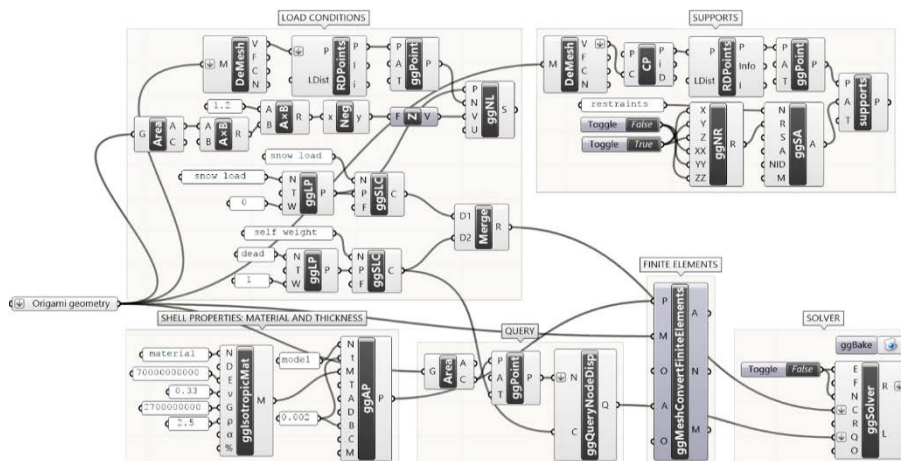 LOAD CONDITIONS
SUPPORTS
M DeMesh V F C N
P LDist RDPoints P I i
P A T ggPoint P
M DeMesh V F C N
P C CP P i D
P LDist RDPoints P Info I
P A T ggPoint P
P A T supports P
1.2
A B A×B R
x Neg y
F Z V
P N V U ggNL S
G Area A C
A B A×B R
restraints
Toggle False
Toggle True
X Y Z XX YY ZZ ggNR R
N R S A NID M ggSA A
snow load
snow load
0
N T W ggLP P
N P F ggSLC C
D1 D2 Merge R
self weight
dead
1
N T W ggLP P
N P F ggSLC C
Origami geometry
FINITE ELEMENTS
P M O A O ggMeshConvertFiniteElements A N M
SHELL PROPERTIES: MATERIAL AND THICKNESS
QUERY
SOLVER
material
70000000000
0.33
2700000000
2.5
N D E ν G ρ α % ggIsotropicMat M
model
0.002
N t M T A D B C M ggAP P
G Area A C
P A T ggPoint P
N C ggQueryNodeDisp Q
ggBake
Toggle False
E F N C R Q O ggSolver R L